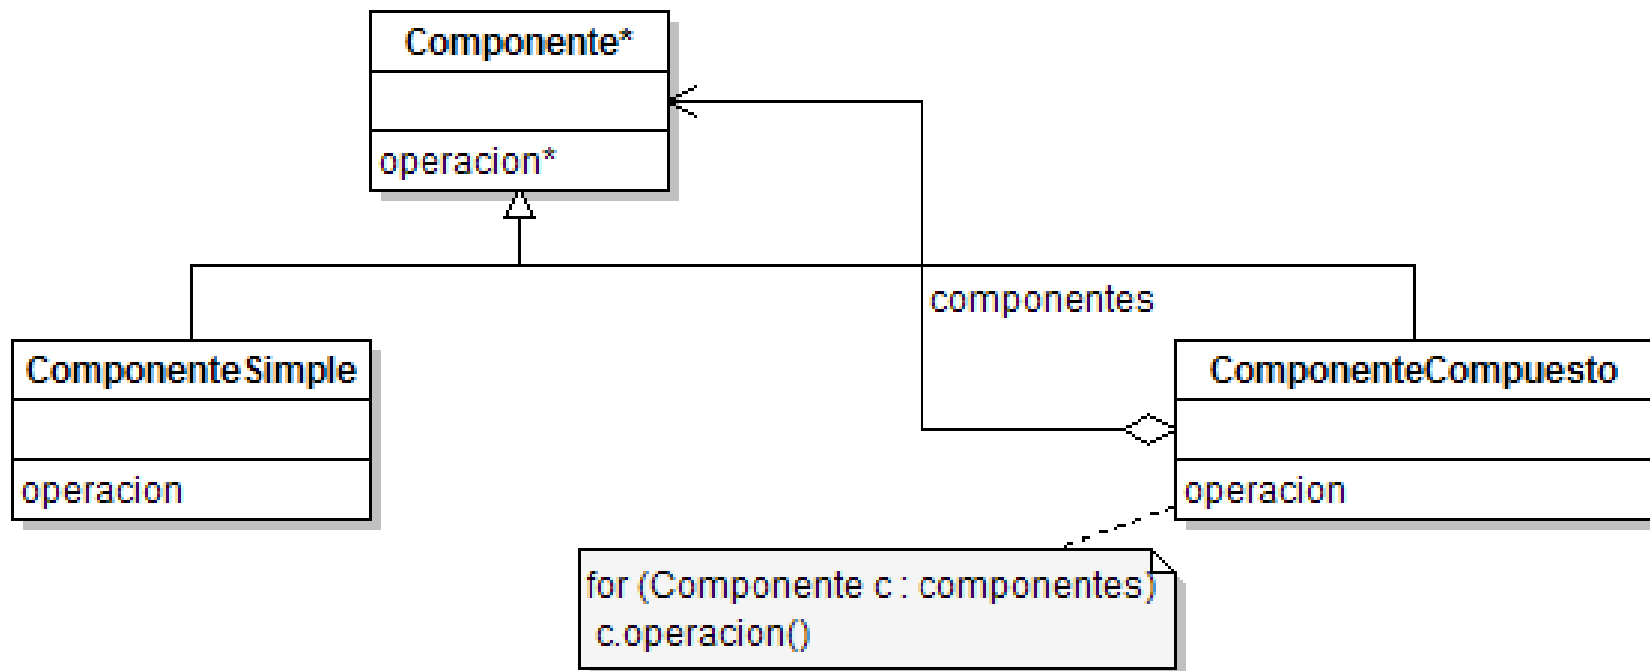 Componente*
operacion*
componentes
ComponenteSimple
operacion
ComponenteCompuesto
operacion
for (Componente c : componentes)
c.operacion()